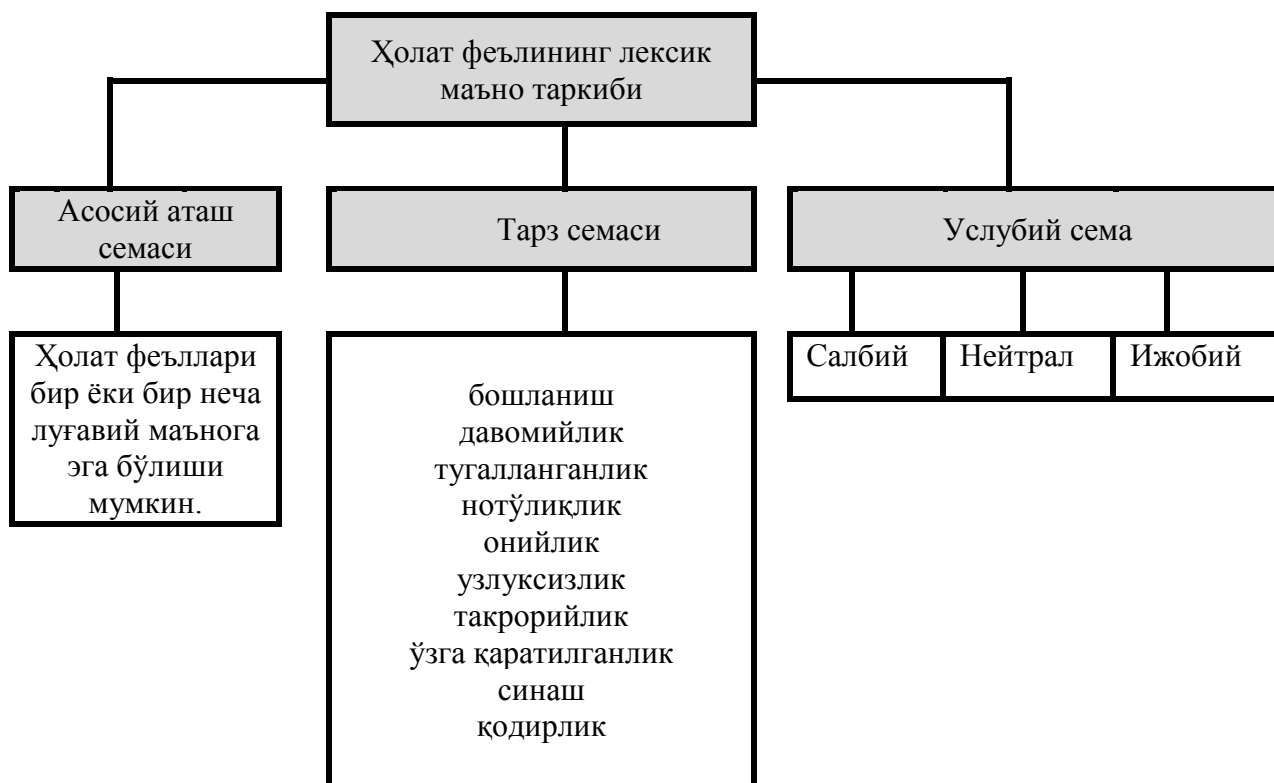 Ҳолат феълининг лексик
маъно таркиби
Асосий аташ
семаси
Тарз семаси
Услубий сема
Ҳолат феъллари
бир ёки бир неча
луғавий маънога
эга бўлиши
мумкин.
бошланиш
давомийлик
тугалланганлик
нотўлиқлик
онийлик
узлуксизлик
такрорийлик
ўзга қаратилганлик
синаш
қодирлик
Салбий
Нейтрал
Ижобий